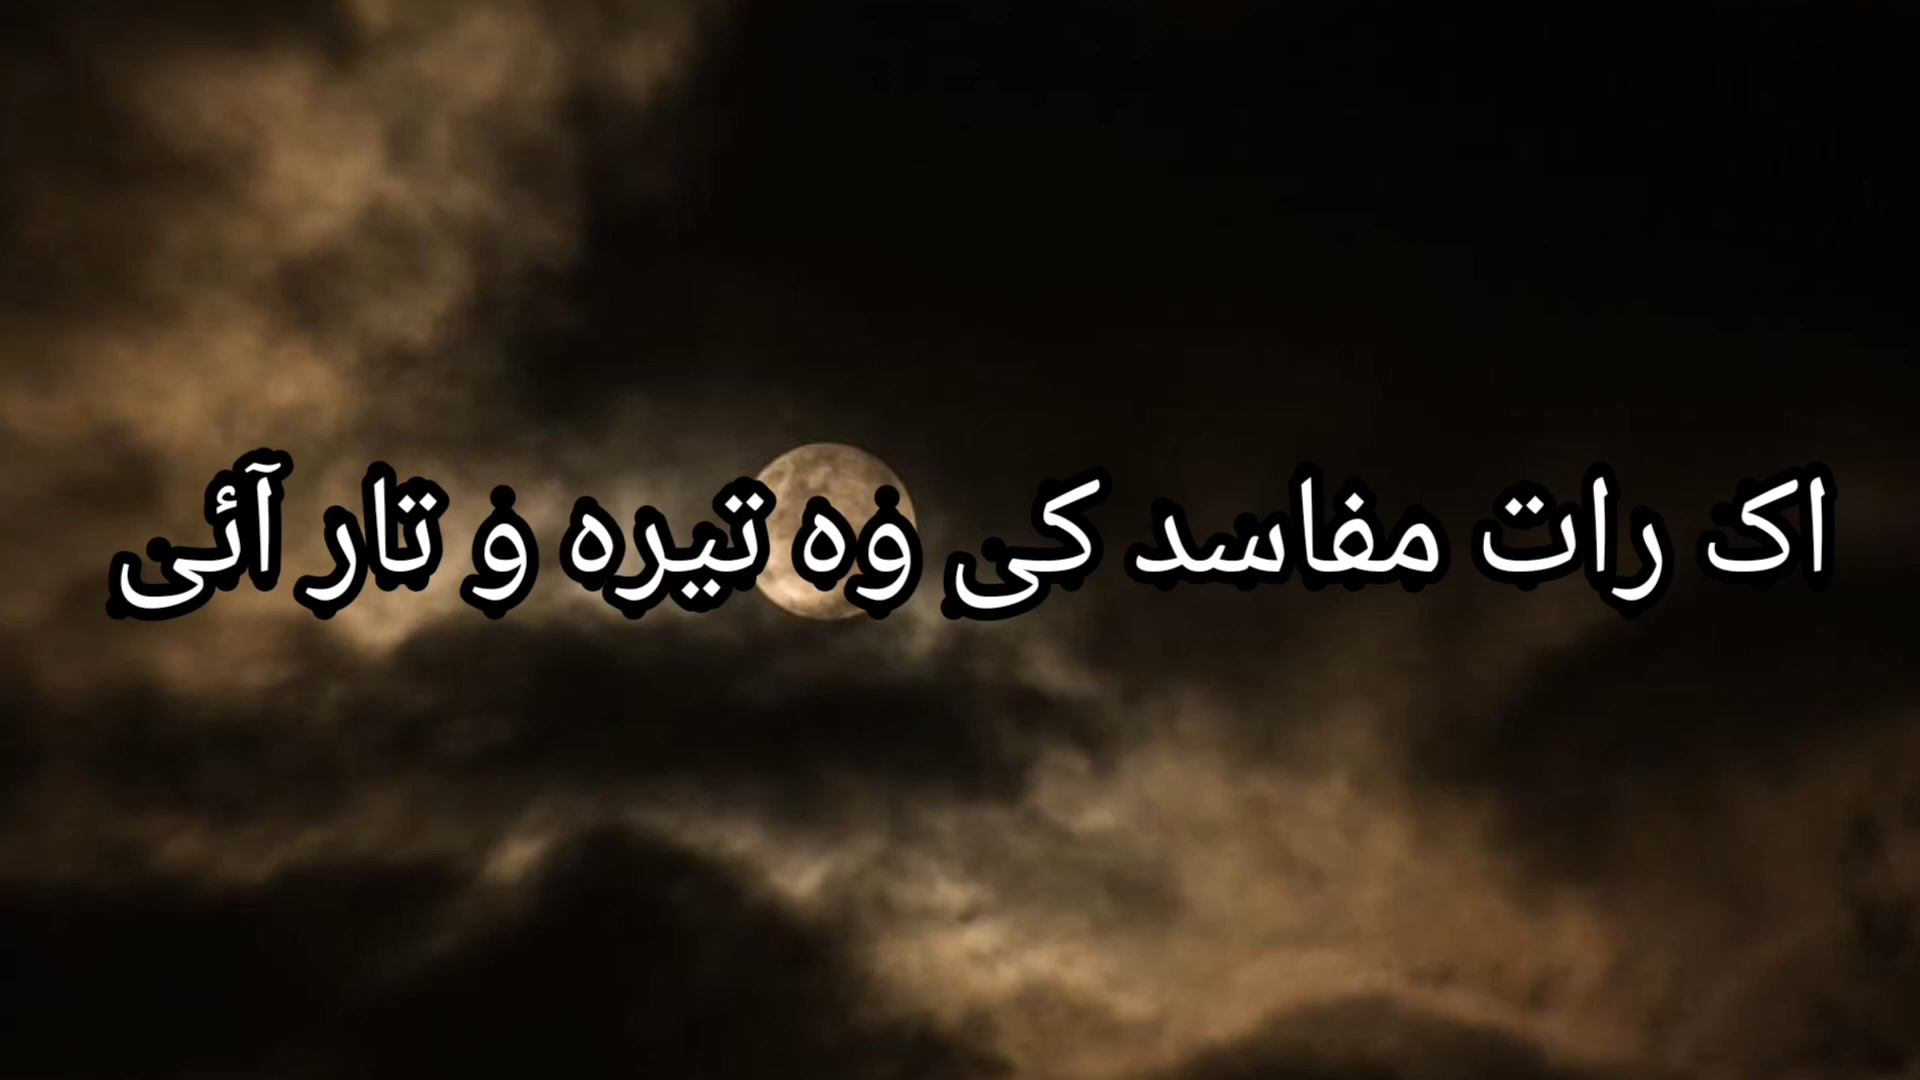 اک رات مفاسد کی وہ تیرہ و تار آئی